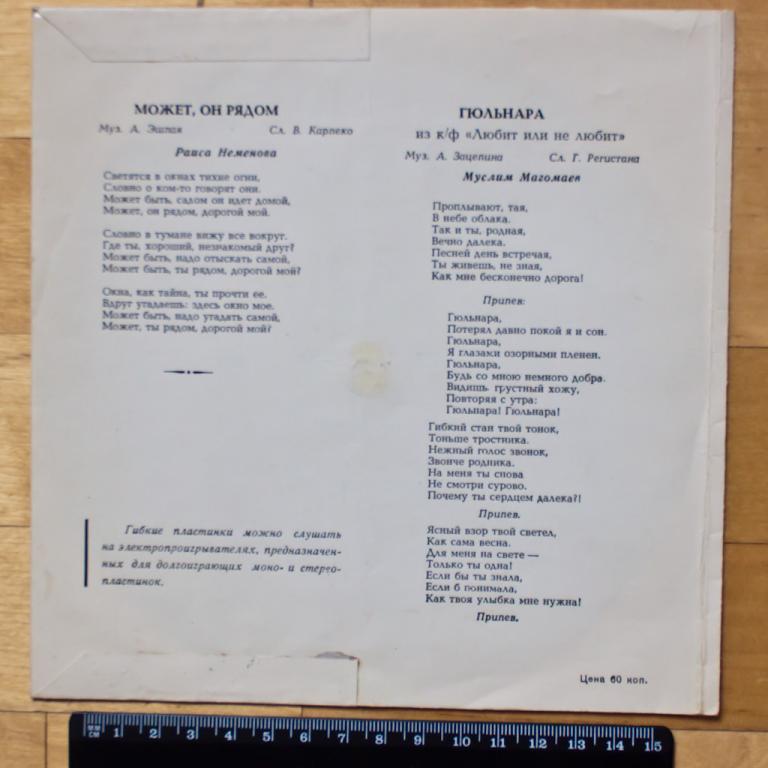 МОЖЕТ, ОН РЯДОМ
Муз. А. Эшпая Сл. В. Карпеко
Раиса Неменова
Светятся в окнах тихие огни,
Словно о ком-то говорят они.
Может быть, садом он идет домой,
Может, он рядом, дорогой мой.
Словно в тумане вижу все вокруг.
Где ты, хороший, незнакомый друг?
Может быть, надо отыскать самой,
Может быть, ты рядом, дорогой мой?
Окна, как тайна, ты прочти ее.
Вдруг угадаешь: здесь окно мое.
Может быть, надо угадать самой,
Может, ты рядом, дорогой мой?
Гибкие пластинки можно слушать
на электропроигрывателях, предназначен-
ных для долгоиграющих моно- и стерео-
пластинок.
ГЮЛЬНАРА
из к/ф «Любит или не любит»
Муз. А. Зацепина Сл. Г. Регистана
Муслим Магомаев
Проплывают, тая,
В небе облака.
Так и ты, родная,
Вечно далека.
Песней день встречая,
Ты живешь, не зная,
Как мне бесконечно дорога!
Припев:
Гюльнара,
Потерял давно покой я и сон.
Гюльнара,
Я глазами озорными пленен.
Гюльнара,
Будь со мною немного добра.
Видишь, грустный хожу,
Повторяя с утра:
Гюльнара! Гюльнара!
Гибкий стан твой тонок,
Тоньше тростника.
Нежный голос звонок,
Звонче родника.
На меня ты снова
Не смотри сурово.
Почему ты сердцем далека?!
Припев.
Ясный взор твой светел,
Как сама весна.
Для меня на свете —
Только ты одна!
Если бы ты знала,
Если б понимала,
Как твоя улыбка мне нужна!
Припев.
Цена 60 коп.
мм
см 1 2 3 4 5 6 7 8 9 10 11 12 13 14 15